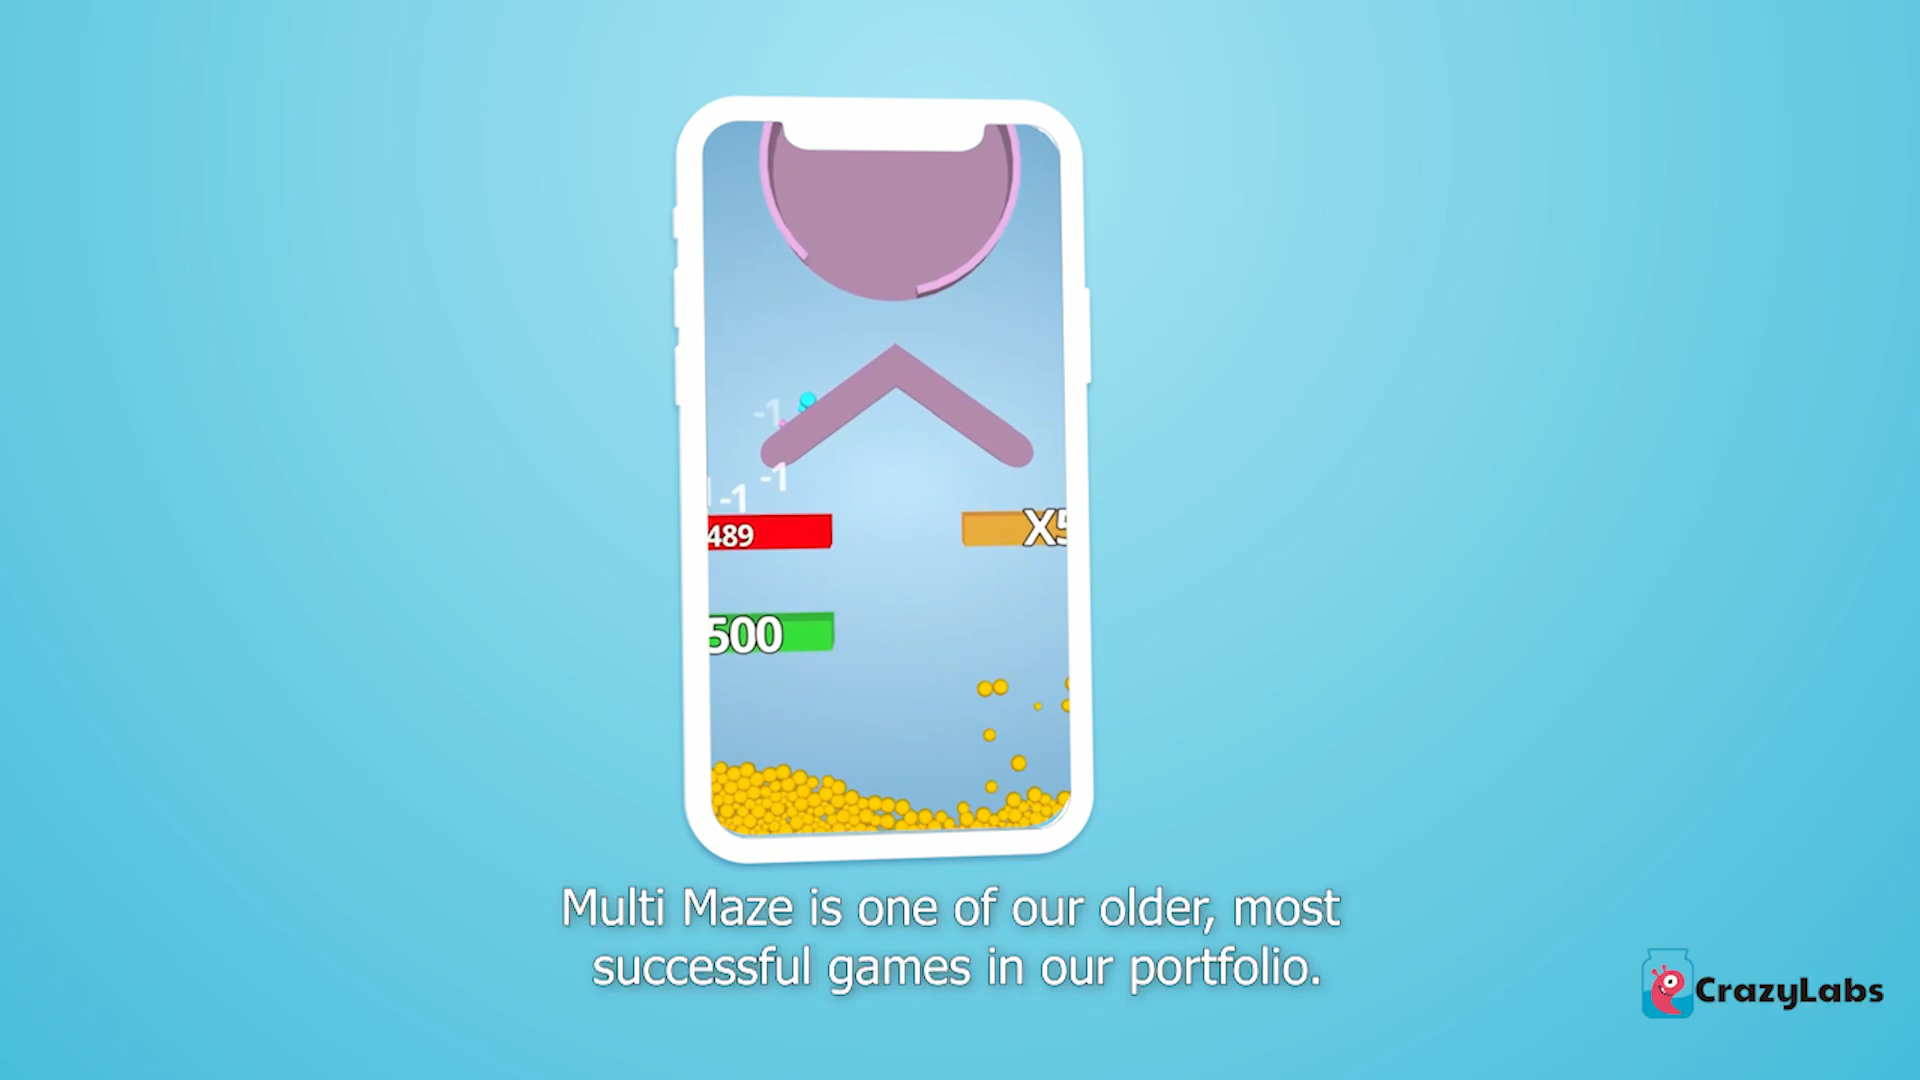 -1
-1
-1
489
X5
500
Multi Maze is one of our older, most
successful games in our portfolio.
CrazyLabs